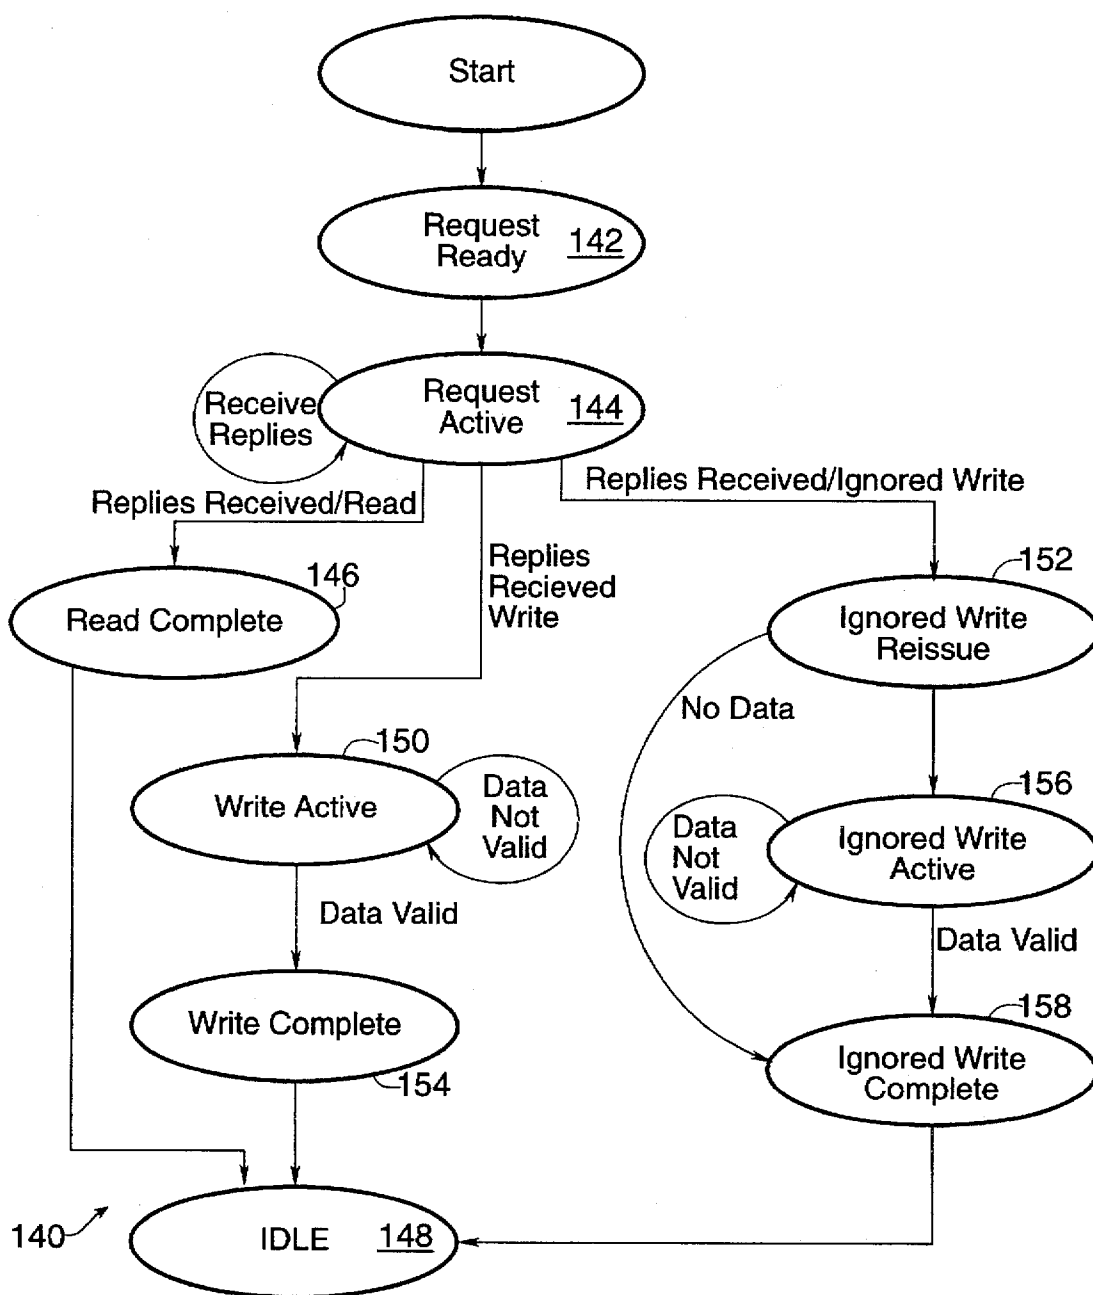 Start
Request
Ready
142
Request
Active
144
Receive
Replies
Replies Received/Read
Replies Received/Ignored Write
Replies
Recieved
Write
146
Read Complete
152
Ignored Write
Reissue
No Data
150
Write Active
Data
Not
Valid
156
Ignored Write
Active
Data
Not
Valid
Data Valid
Data Valid
Write Complete
154
158
Ignored Write
Complete
140
IDLE
148